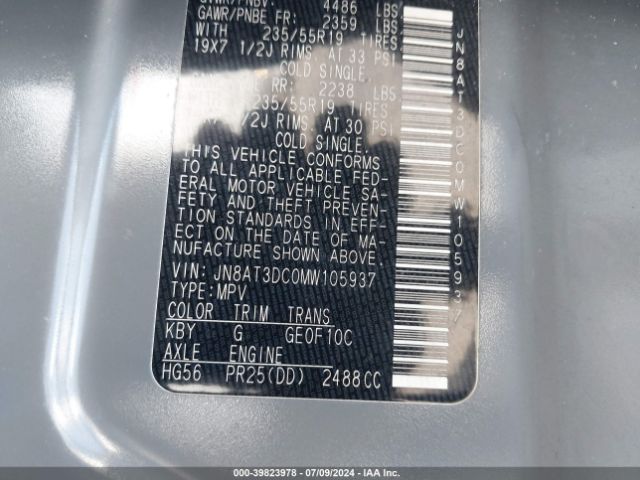 GVWR/PNBV: 4486 LBS
GAWR/PNBE FR: 2359 LBS
WITH 235/55R19 TIRES,
19X7 1/2J RIMS, AT 33 PSI
COLD SINGLE
RR: 2238 LBS
235/55R19 TIRES,
/2J RIMS, AT 30 PSI
COLD SINGLE
THIS VEHICLE CONFORMS
TO ALL APPLICABLE FED-
ERAL MOTOR VEHICLE SA-
FETY AND THEFT PREVEN-
TION STANDARDS IN EFF-
ECT ON THE DATE OF MA-
NUFACTURE SHOWN ABOVE.
VIN: JN8AT3DC0MW105937
TYPE: MPV
COLOR TRIM TRANS
KBY G GE0F10C
AXLE ENGINE
HG56 PR25(DD) 2488CC
JN8AT3DC0MW105937
000-39823978 - 07/09/2024 - IAA Inc.